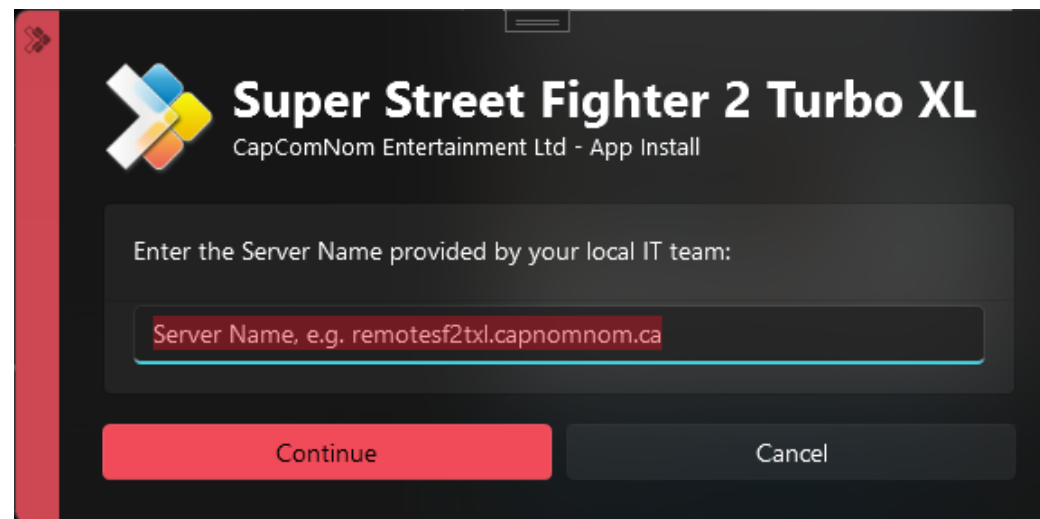 Super Street Fighter 2 Turbo XL
CapComNom Entertainment Ltd - App Install
Enter the Server Name provided by your local IT team:
Server Name, e.g. remotesf2txl.capnomnom.ca
Continue
Cancel